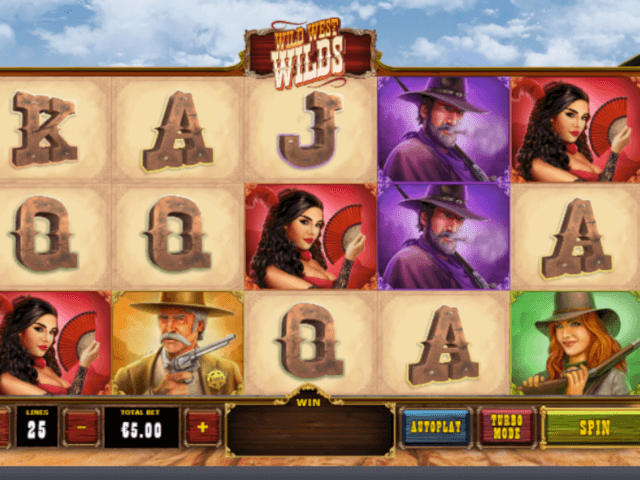 WILD WEST
WILDS
K A J
Q Q A
Q A
LINES
25
-
TOTAL BET
€5.00
+
WIN
AUTOPLAY
TURBO
MODE
SPIN